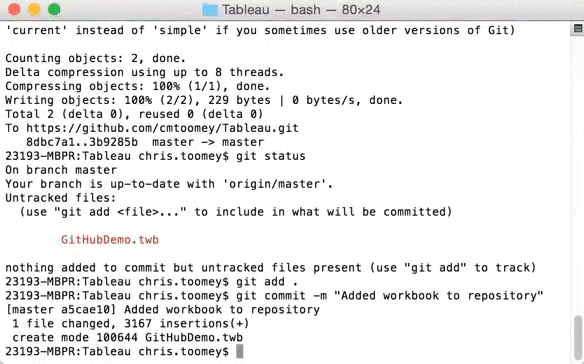 Tableau — bash — 80×24
'current' instead of 'simple' if you sometimes use older versions of Git)
Counting objects: 2, done.
Delta compression using up to 8 threads.
Compressing objects: 100% (1/1), done.
Writing objects: 100% (2/2), 229 bytes | 0 bytes/s, done.
Total 2 (delta 0), reused 0 (delta 0)
To https://github.com/cmtoomey/Tableau.git
8dbc7a1..3b9285b  master -> master
23193-MBPR:Tableau chris.toomey$ git status
On branch master
Your branch is up-to-date with 'origin/master'.
Untracked files:
(use "git add <file>..." to include in what will be committed)
GitHubDemo.twb
nothing added to commit but untracked files present (use "git add" to track)
23193-MBPR:Tableau chris.toomey$ git add .
23193-MBPR:Tableau chris.toomey$ git commit -m "Added workbook to repository"
[master a5cae10] Added workbook to repository
1 file changed, 3167 insertions(+)
create mode 100644 GitHubDemo.twb
23193-MBPR:Tableau chris.toomey$